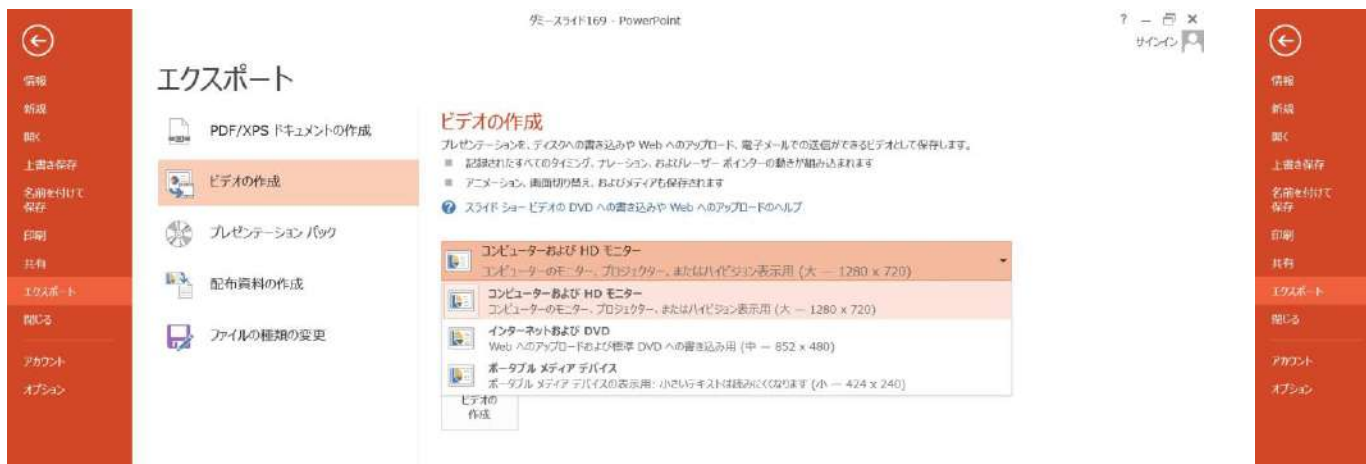 ダミースライド169 - PowerPoint
? － ×
サインイン
情報
新規
開く
上書き保存
名前を付けて
保存
印刷
共有
エクスポート
閉じる
アカウント
オプション
エクスポート
PDF/XPS ドキュメントの作成
ビデオの作成
プレゼンテーション パック
配布資料の作成
ファイルの種類の変更
ビデオの作成
プレゼンテーションを、ディスクへの書き込みや Web へのアップロード、電子メールでの送信ができるビデオとして保存します。
記録されたすべてのタイミング、ナレーション、およびレーザー ポインターの動きが組み込まれます
アニメーション、画面切り替え、およびメディアも保存されます
スライド ショー ビデオの DVD への書き込みや Web へのアップロードのヘルプ
コンピューターおよび HD モニター
コンピューターのモニター、プロジェクター、またはハイビジョン表示用 (大 － 1280 x 720)
コンピューターおよび HD モニター
コンピューターのモニター、プロジェクター、またはハイビジョン表示用 (大 － 1280 x 720)
インターネットおよび DVD
Web へのアップロードおよび標準 DVD への書き込み用 (中 － 852 x 480)
ポータブル メディア デバイス
ポータブル メディア デバイスの表示用: 小さいテキストは読みにくくなります (小 － 424 x 240)
ビデオの
作成
情報
新規
開く
上書き保存
名前を付けて
保存
印刷
共有
エクスポート
閉じる
アカウント
オプション